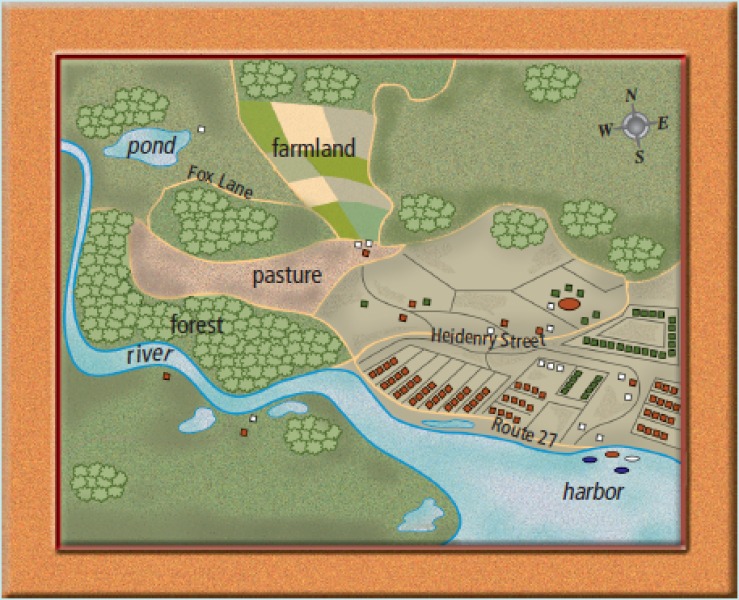 N
W E
S
pond
farmland
Fox Lane
pasture
forest
Heidenry Street
river
Route 27
harbor